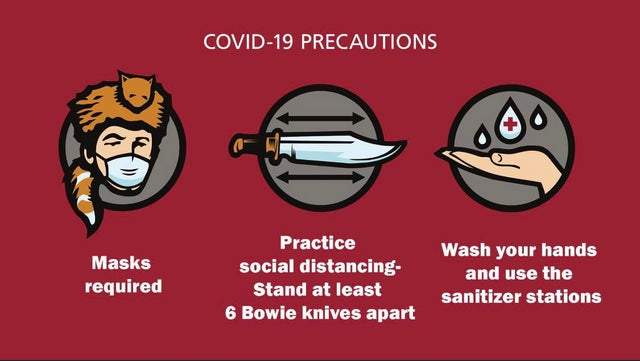 COVID-19 PRECAUTIONS
Masks
required
Practice
social distancing-
Stand at least
6 Bowie knives apart
Wash your hands
and use the
sanitizer stations